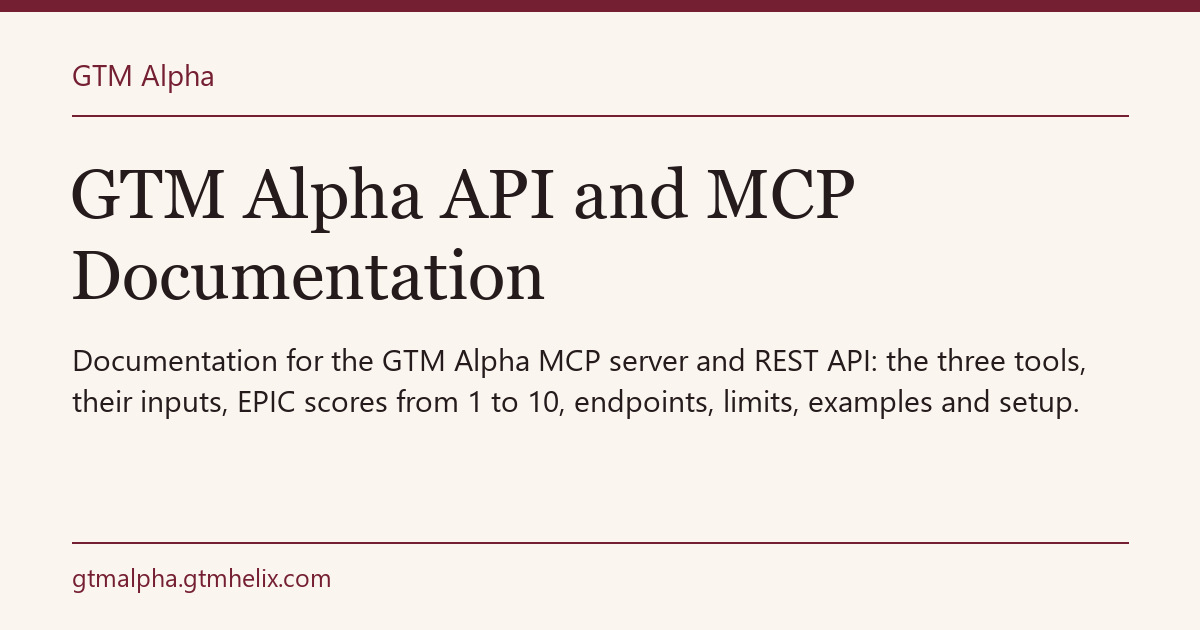 GTM Alpha
GTM Alpha API and MCP
Documentation
Documentation for the GTM Alpha MCP server and REST API: the three tools,
their inputs, EPIC scores from 1 to 10, endpoints, limits, examples and setup.
gtmalpha.gtmhelix.com